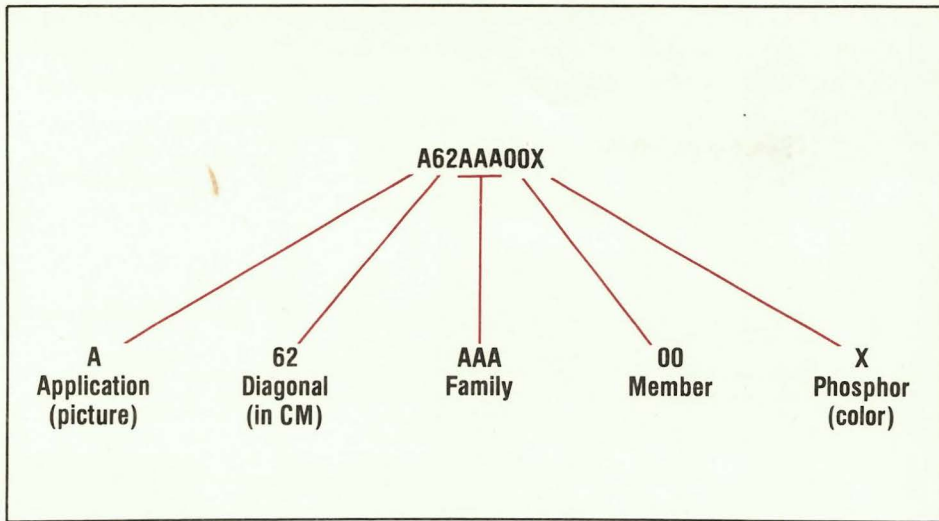 A62AAA00X
A
Application
(picture)
62
Diagonal
(in CM)
AAA
Family
00
Member
X
Phosphor
(color)